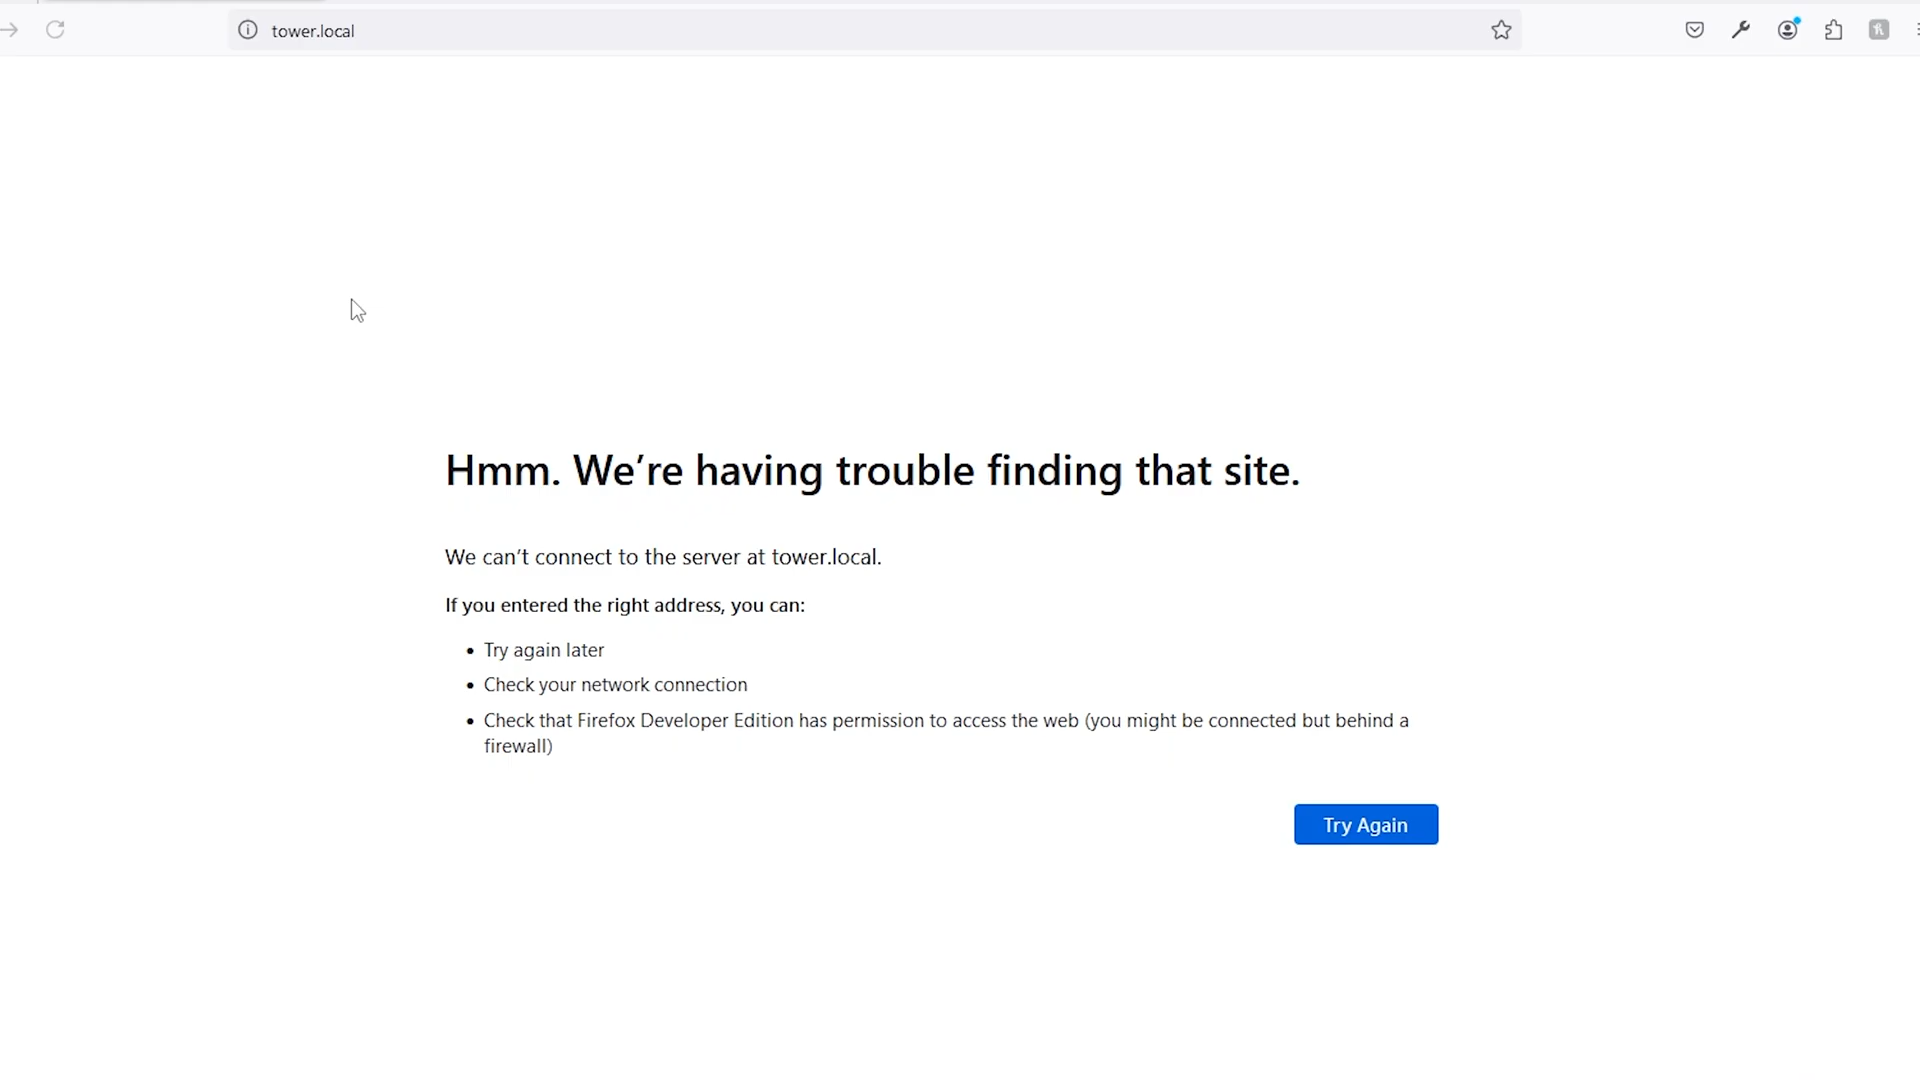 tower.local
Hmm. We’re having trouble finding that site.
We can’t connect to the server at tower.local.
If you entered the right address, you can:
• Try again later
• Check your network connection
• Check that Firefox Developer Edition has permission to access the web (you might be connected but behind a
firewall)
Try Again